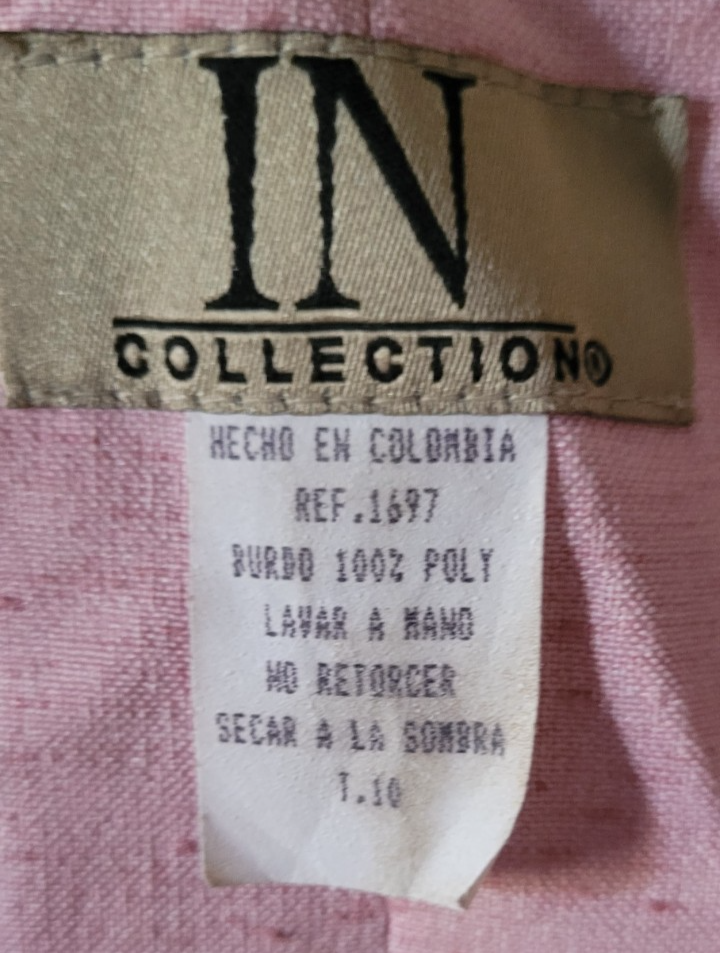 IN
COLLECTION®
HECHO EN COLOMBIA
REF.1697
BURDO 100% POLY
LAVAR A MANO
NO RETORCER
SECAR A LA SOMBRA
T.10